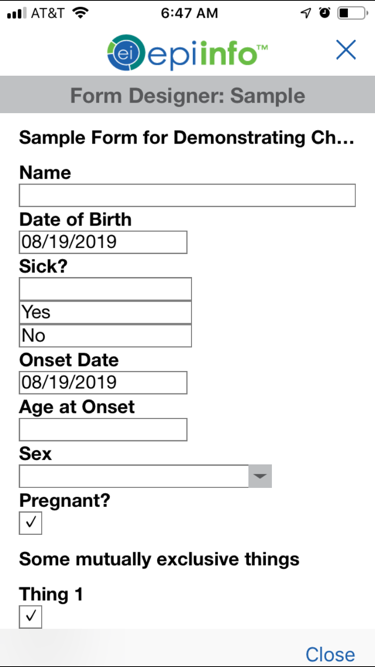 AT&T 6:47 AM
ei epiinfo™
Form Designer: Sample
Sample Form for Demonstrating Ch...
Name
Date of Birth
08/19/2019
Sick?
Yes
No
Onset Date
08/19/2019
Age at Onset
Sex
Pregnant?
Some mutually exclusive things
Thing 1
Close